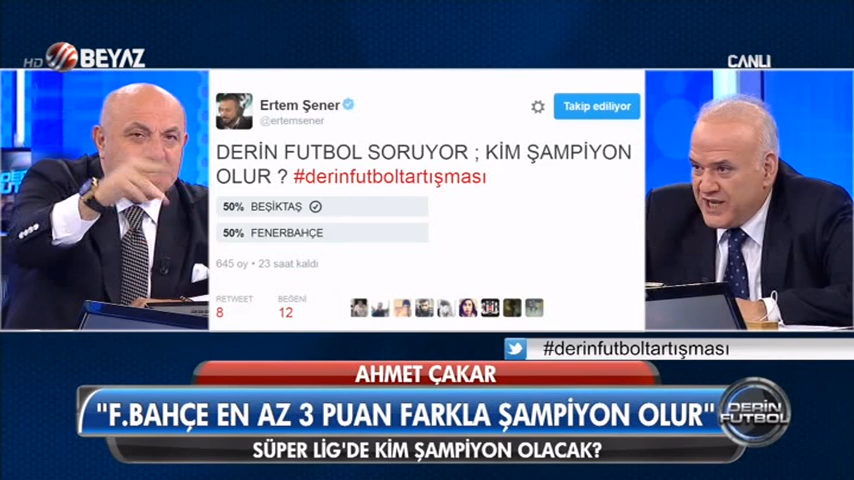 HD BEYAZ
CANLI
Ertem Şener
@ertemsener
Takip ediliyor
DERİN FUTBOL SORUYOR ; KİM ŞAMPİYON
OLUR ? #derinfutboltartışması
50% BEŞİKTAŞ
50% FENERBAHÇE
645 oy • 23 saat kaldı
RETWEET BEĞENİ
8 12
#derinfutboltartışması
AHMET ÇAKAR
"F.BAHÇE EN AZ 3 PUAN FARKLA ŞAMPİYON OLUR"
DERİN
FUTBOL
SÜPER LİG'DE KİM ŞAMPİYON OLACAK?